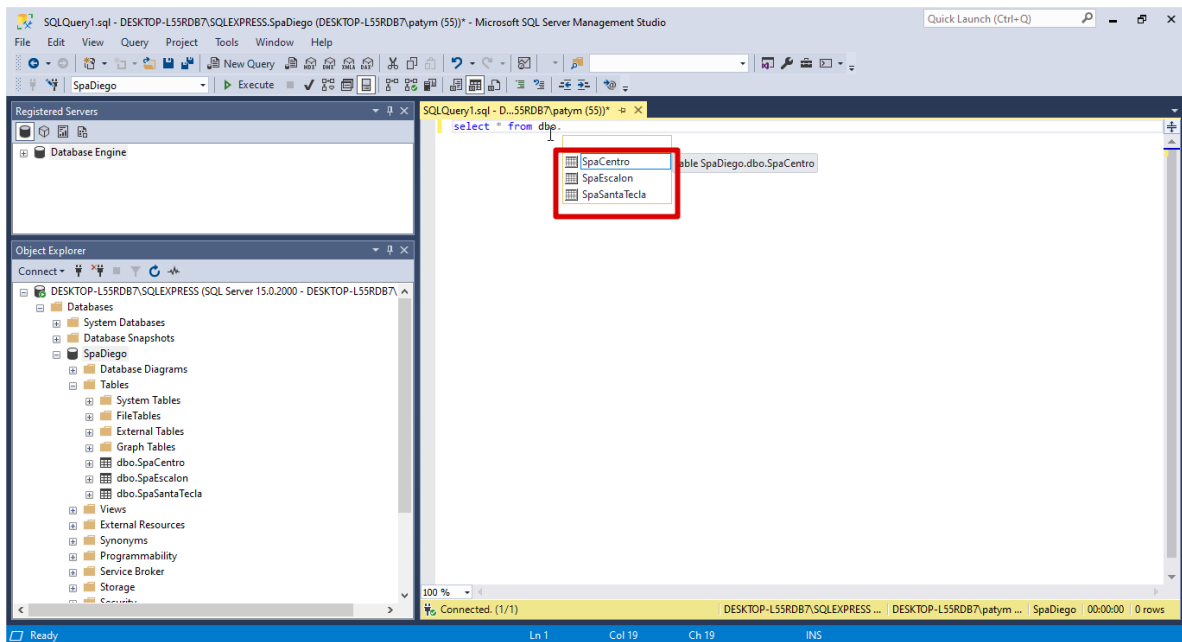 SQLQuery1.sql - DESKTOP-L55RDB7\SQLEXPRESS.SpaDiego (DESKTOP-L55RDB7\patym (55))* - Microsoft SQL Server Management Studio
Quick Launch (Ctrl+Q)
File Edit View Query Project Tools Window Help
New Query MDX DMX XMLA DAX
SpaDiego Execute
Registered Servers
SQLQuery1.sql - D...55RDB7\patym (55))*
select * from dbo.
Database Engine
SpaCentro
able SpaDiego.dbo.SpaCentro
SpaEscalon
SpaSantaTecla
Object Explorer
Connect
DESKTOP-L55RDB7\SQLEXPRESS (SQL Server 15.0.2000 - DESKTOP-L55RDB7\
Databases
System Databases
Database Snapshots
SpaDiego
Database Diagrams
Tables
System Tables
FileTables
External Tables
Graph Tables
dbo.SpaCentro
dbo.SpaEscalon
dbo.SpaSantaTecla
Views
External Resources
Synonyms
Programmability
Service Broker
Storage
Security
100 %
Connected. (1/1)
DESKTOP-L55RDB7\SQLEXPRESS ... DESKTOP-L55RDB7\patym ... SpaDiego 00:00:00 0 rows
Ready Ln 1 Col 19 Ch 19 INS